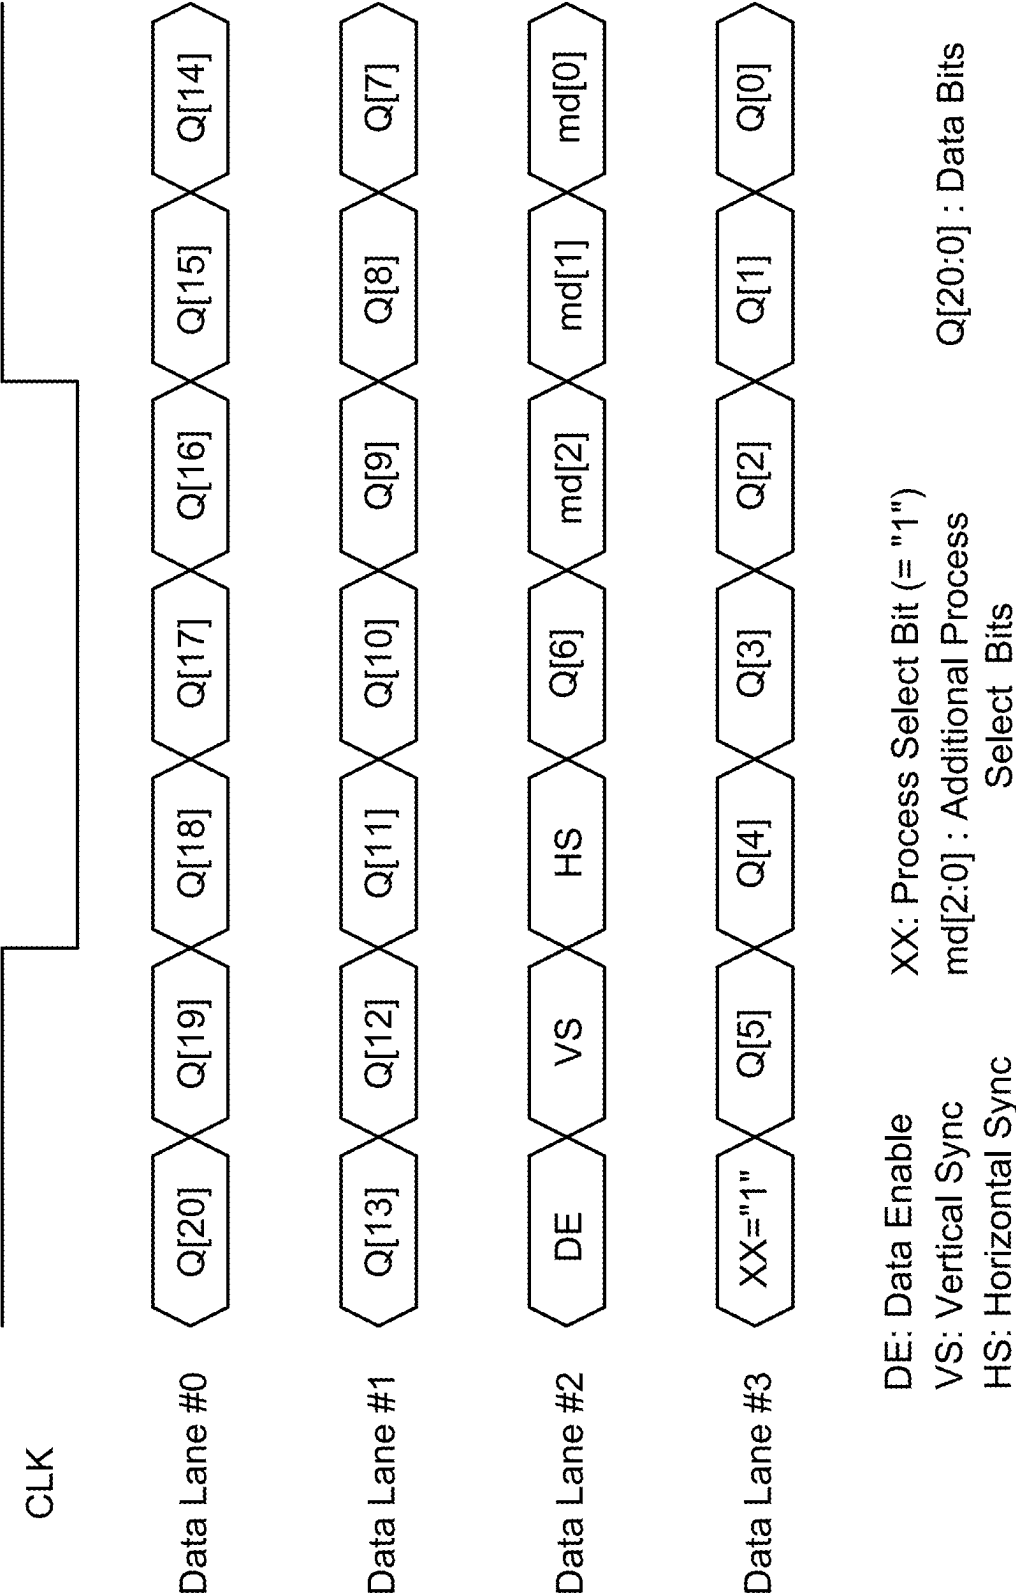 CLK
Data Lane #0 Q[20] Q[19] Q[18] Q[17] Q[16] Q[15] Q[14]
Data Lane #1 Q[13] Q[12] Q[11] Q[10] Q[9] Q[8] Q[7]
Data Lane #2 DE VS HS Q[6] md[2] md[1] md[0]
Data Lane #3 XX="1" Q[5] Q[4] Q[3] Q[2] Q[1] Q[0]
DE: Data Enable
VS: Vertical Sync
HS: Horizontal Sync
XX: Process Select Bit (= "1")
md[2:0] : Additional Process
Select Bits
Q[20:0] : Data Bits